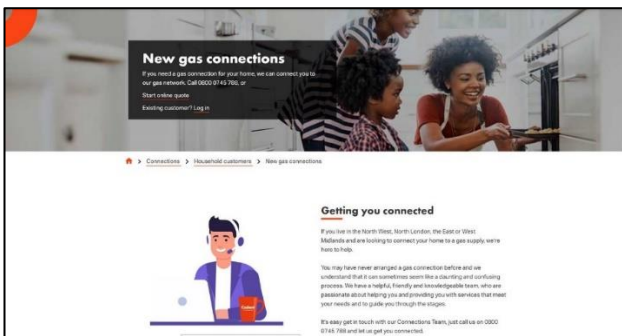 New gas connections
If you need a gas connection for your home, we can connect you to
our gas network. Call 0800 0745 788, or
Start online quote
Existing customer? Log in
Connections > Household customers > New gas connections
Getting you connected
If you live in the North West, North London, the East or West
Midlands and are looking to connect your home to a gas supply, we're
here to help.
You may have never arranged a gas connection before and we
understand that it can sometimes seem like a daunting and confusing
process. We have a helpful, friendly and knowledgeable team, who are
passionate about helping you and providing you with services that meet
your needs and to guide you through the stages.
It's easy get in touch with our Connections Team, just call us on 0800
0745 788 and let us get you connected.